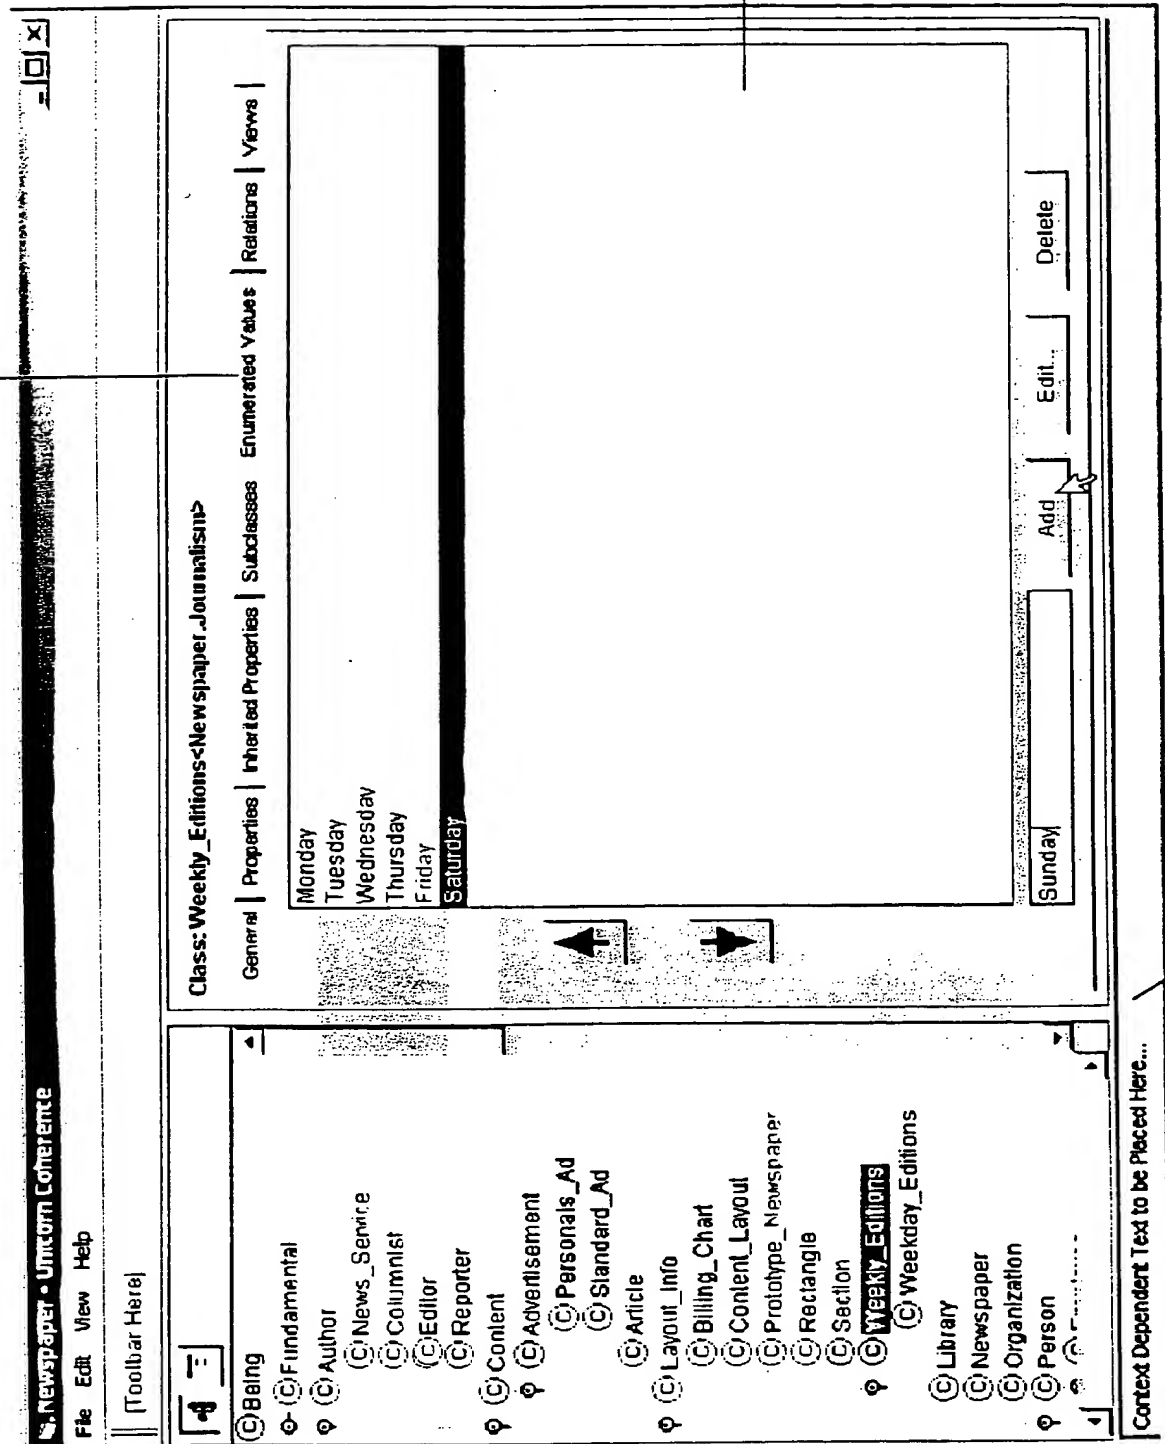 Newspaper • Unicorn Coherence
File Edit View Help
[Toolbar Here]
(C) Being
(C) Fundamental
(C) Author
(C) News_Service
(C) Columnist
(C) Editor
(C) Reporter
(C) Content
(C) Advertisement
(C) Personals_Ad
(C) Standard_Ad
(C) Article
(C) Layout_Info
(C) Billing_Chart
(C) Content_Layout
(C) Prototype_Newspaper
(C) Rectangle
(C) Section
(C) Weekly_Editions
(C) Weekday_Editions
(C) Library
(C) Newspaper
(C) Organization
(C) Person
Class: Weekly_Editions<Newspaper.Journalism>
General | Properties | Inherited Properties | Subclasses Enumerated Values | Relations | Views |
Monday
Tuesday
Wednesday
Thursday
Friday
Saturday
Sunday Add Edit... Delete
Context Dependent Text to be Placed Here...